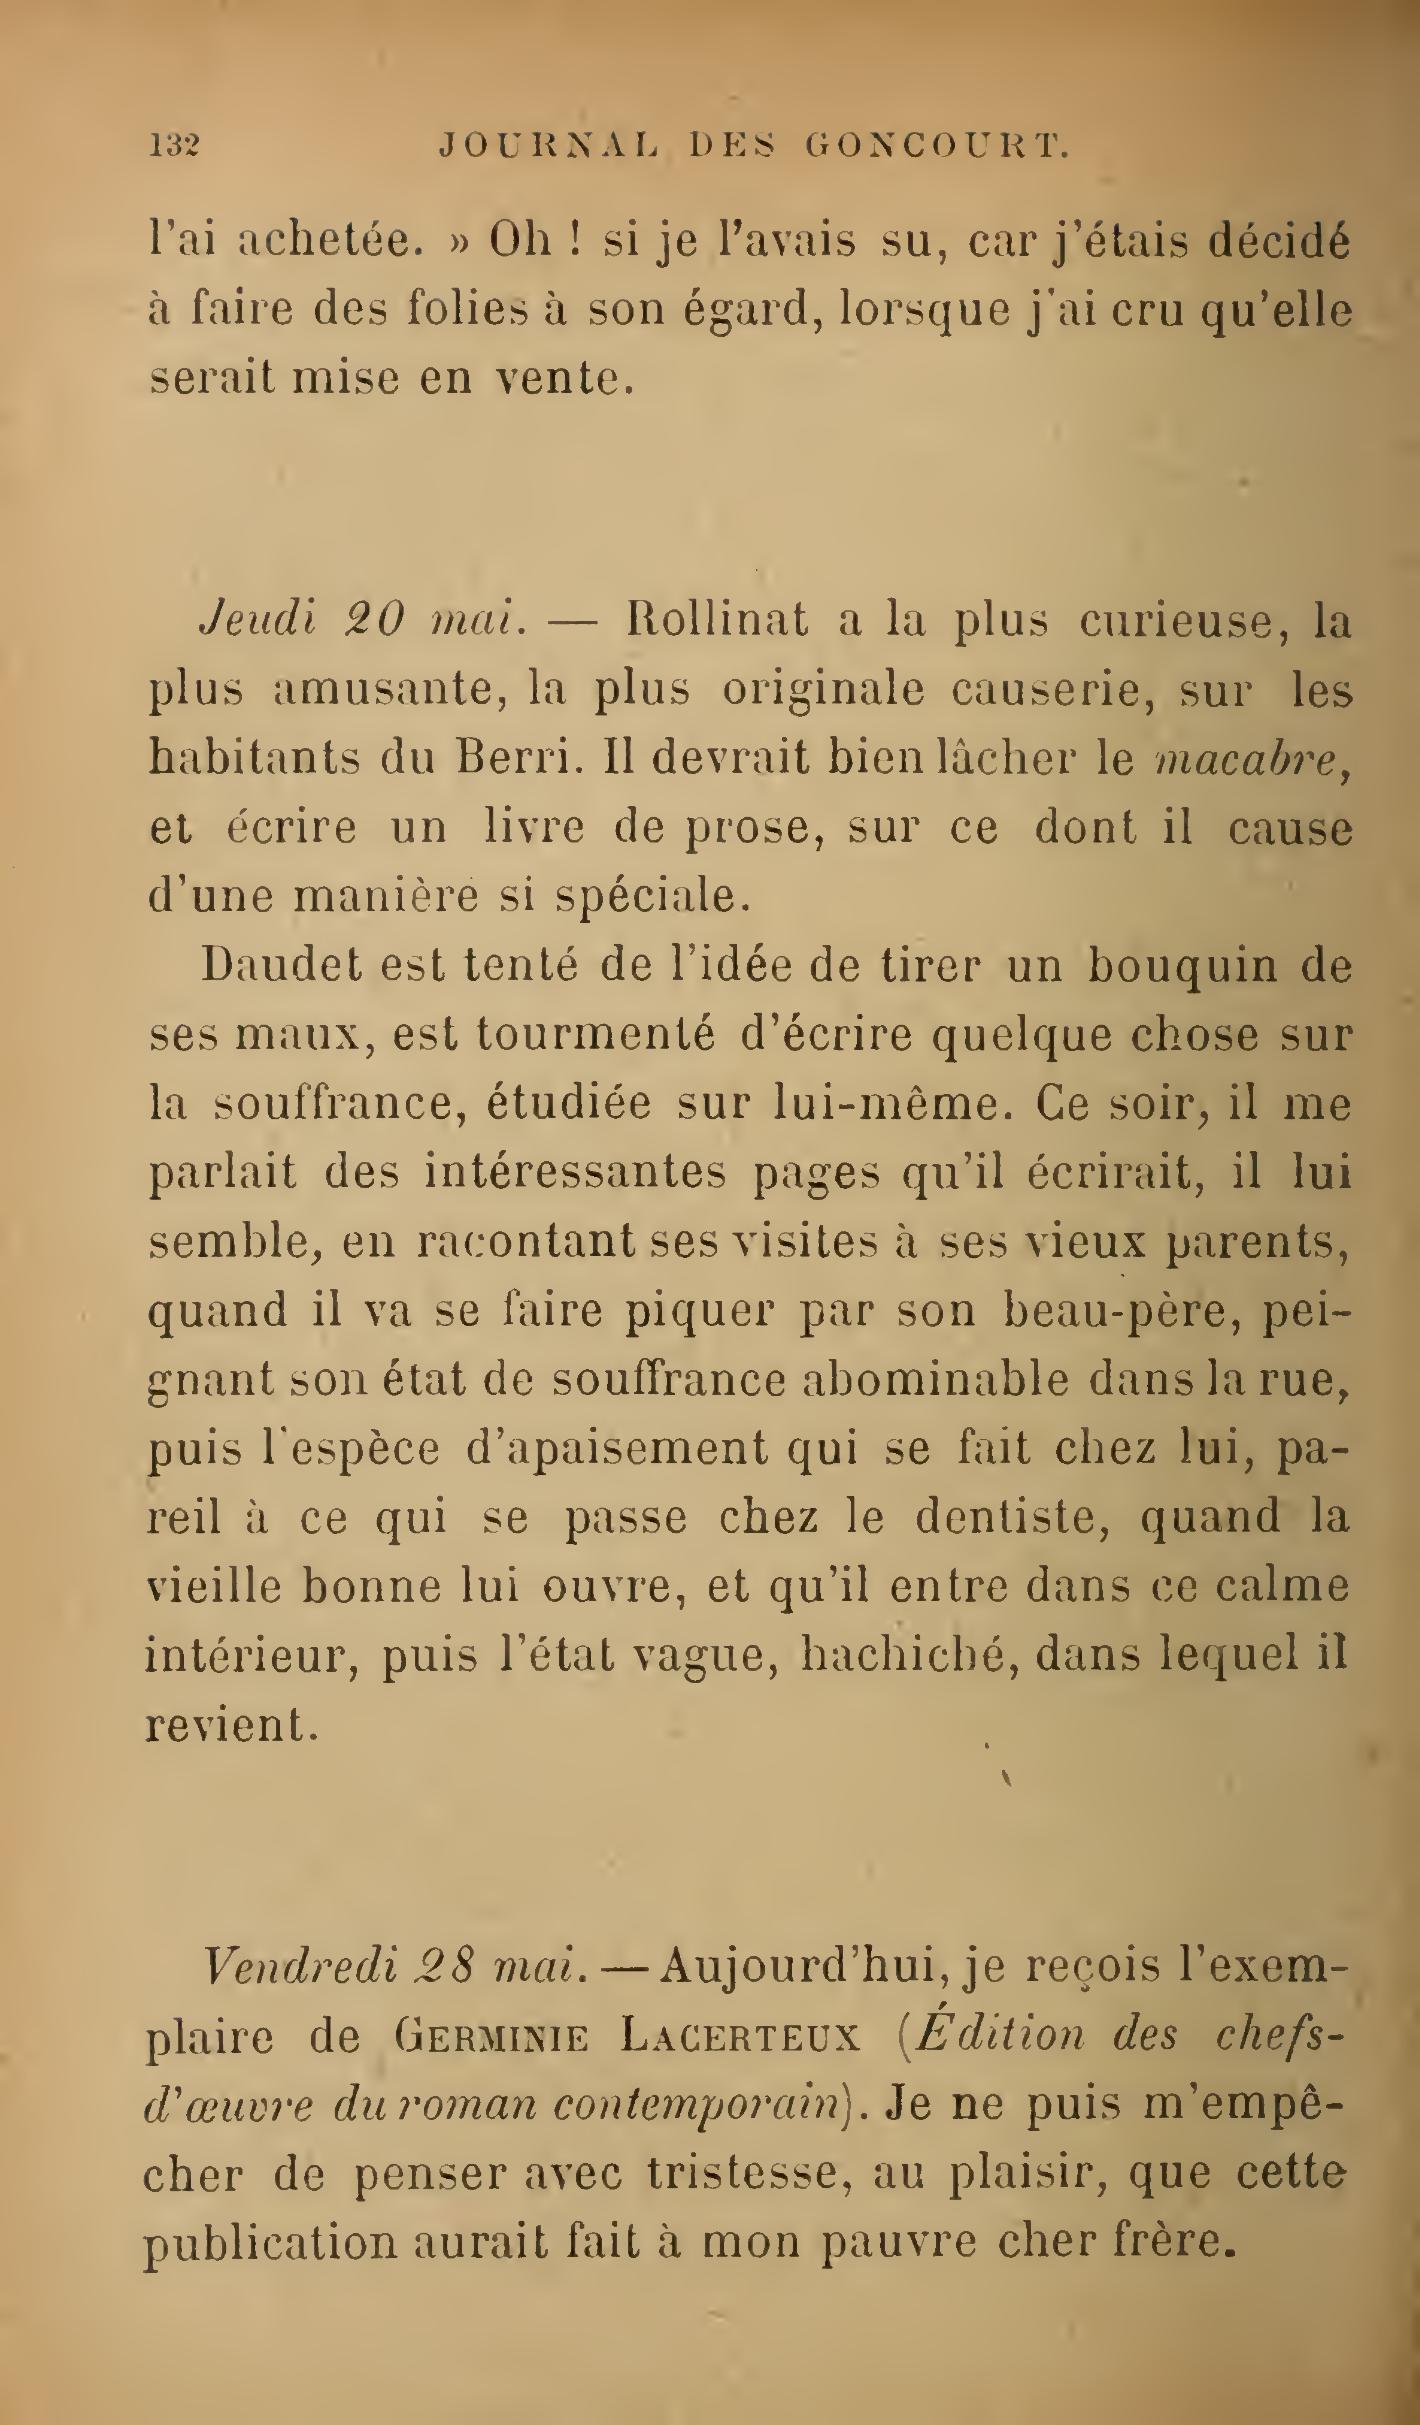 132 JOURNAL DES GONCOURT.
l'ai achetée. » Oh ! si je l'avais su, car j'étais décidé
à faire des folies à son égard, lorsque j'ai cru qu'elle
serait mise en vente.
Jeudi 20 mai. — Rollinat a la plus curieuse, la
plus amusante, la plus originale causerie, sur les
habitants du Berri. Il devrait bien lâcher le macabre,
et écrire un livre de prose, sur ce dont il cause
d'une manière si spéciale.
Daudet est tenté de l'idée de tirer un bouquin de
ses maux, est tourmenté d'écrire quelque chose sur
la souffrance, étudiée sur lui-même. Ce soir, il me
parlait des intéressantes pages qu'il écrirait, il lui
semble, en racontant ses visites à ses vieux parents,
quand il va se faire piquer par son beau-père, pei-
gnant son état de souffrance abominable dans la rue,
puis l'espèce d'apaisement qui se fait chez lui, pa-
reil à ce qui se passe chez le dentiste, quand la
vieille bonne lui ouvre, et qu'il entre dans ce calme
intérieur, puis l'état vague, hachiché, dans lequel il
revient.
Vendredi 28 mai. — Aujourd'hui, je reçois l'exem-
plaire de GERMINIE LACERTEUX (Édition des chefs-
d'œuvre du roman contemporain). Je ne puis m'empê-
cher de penser avec tristesse, au plaisir, que cette
publication aurait fait à mon pauvre cher frère.